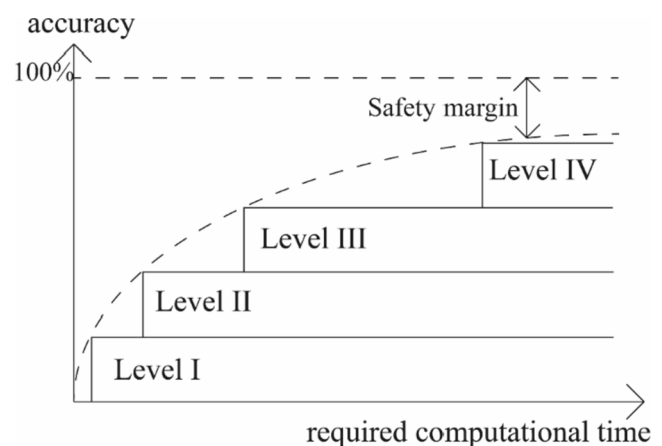 accuracy
100%
Safety margin
Level IV
Level III
Level II
Level I
required computational time